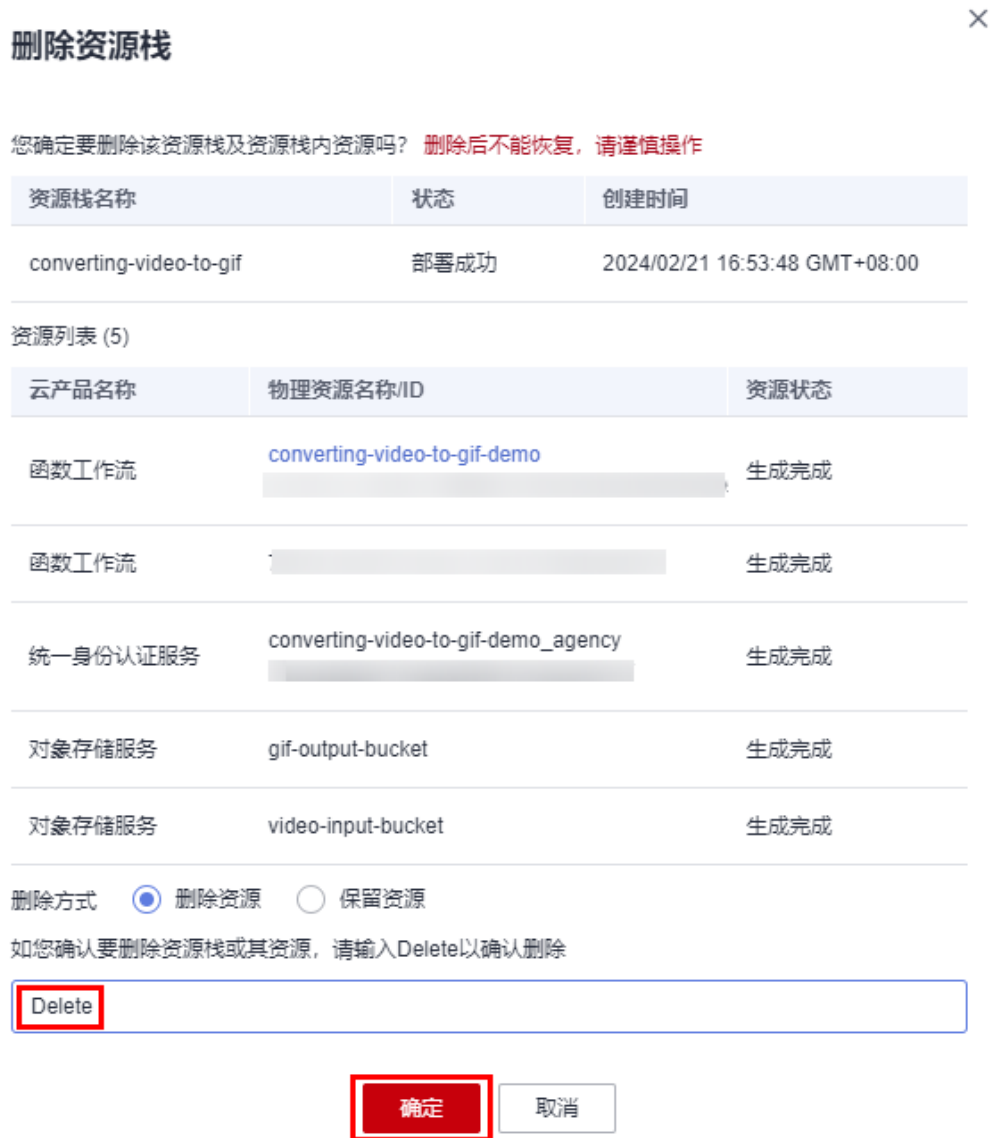 删除资源栈
您确定要删除该资源栈及资源栈内资源吗? 删除后不能恢复,请谨慎操作
资源栈名称 状态 创建时间
converting-video-to-gif 部署成功 2024/02/21 16:53:48 GMT+08:00
资源列表 (5)
云产品名称 物理资源名称/ID 资源状态
converting-video-to-gif-demo
函数工作流 生成完成
函数工作流 生成完成
converting-video-to-gif-demo_agency
统一身份认证服务 生成完成
对象存储服务 gif-output-bucket 生成完成
对象存储服务 video-input-bucket 生成完成
删除方式 删除资源 保留资源
如您确认要删除资源栈或其资源,请输入Delete以确认删除
Delete
确定 取消